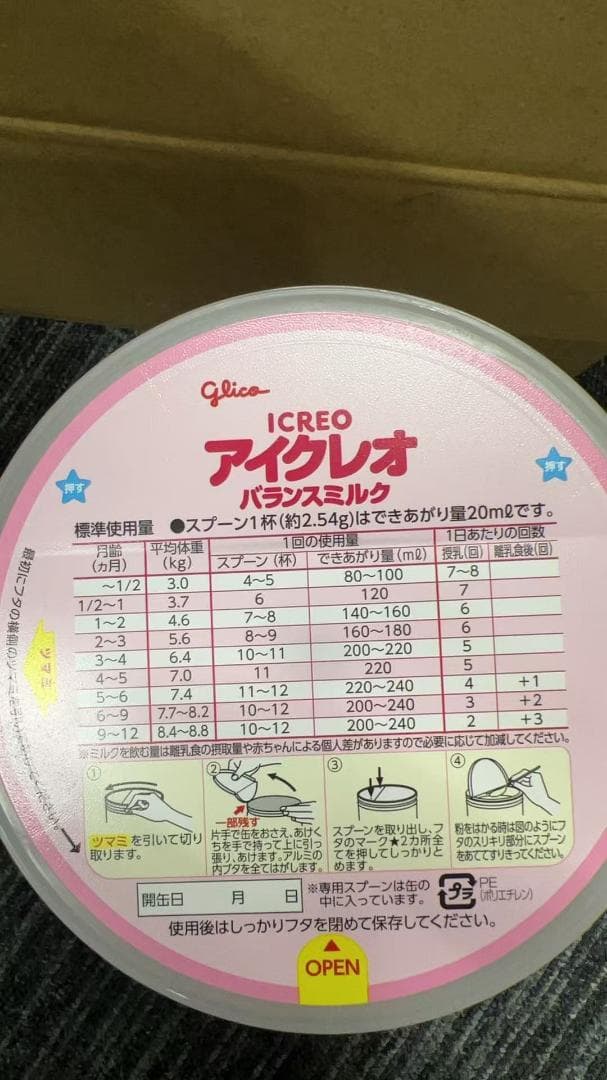 glico
ICREO
アイクレオ
バランスミルク
押す
押す
標準使用量 ●スプーン1杯(約2.54g)はできあがり量20mlです。
月齢(ヵ月) 平均体重(kg) 1回の使用量 1日あたりの回数
スプーン(杯) できあがり量(ml) 授乳(回) 離乳食後(回)
～1/2 3.0 4～5 80～100 7～8
1/2～1 3.7 6 120 7
1～2 4.6 7～8 140～160 6
2～3 5.6 8～9 160～180 6
3～4 6.4 10～11 200～220 5
4～5 7.0 11 220 5
5～6 7.4 11～12 220～240 4 +1
6～9 7.7～8.2 10～12 200～240 3 +2
9～12 8.4～8.8 10～12 200～240 2 +3
※ミルクを飲む量は離乳食の摂取量や赤ちゃんによる個人差がありますので必要に応じて加減してください。
最初にフタの横側のツマミを
ツマミ
①
ツマミを引いて切り
取ります。
②
一部残す
片手で缶をおさえ、あけく
ちを手で持って上に引っ
張り、あけます。アルミの
内ブタを全てはがします。
③
スプーンを取り出し、フ
タのマーク★2カ所全
てを押してしっかりと
めます。
④
粉をはかる時は図のようにフ
タのスリキリ部分にスプーン
をあててすりきってください。
開缶日 月 日
※専用スプーンは缶の
中に入っています。
プラ
PE
(ポリエチレン)
使用後はしっかりフタを閉めて保存してください。
▲
OPEN